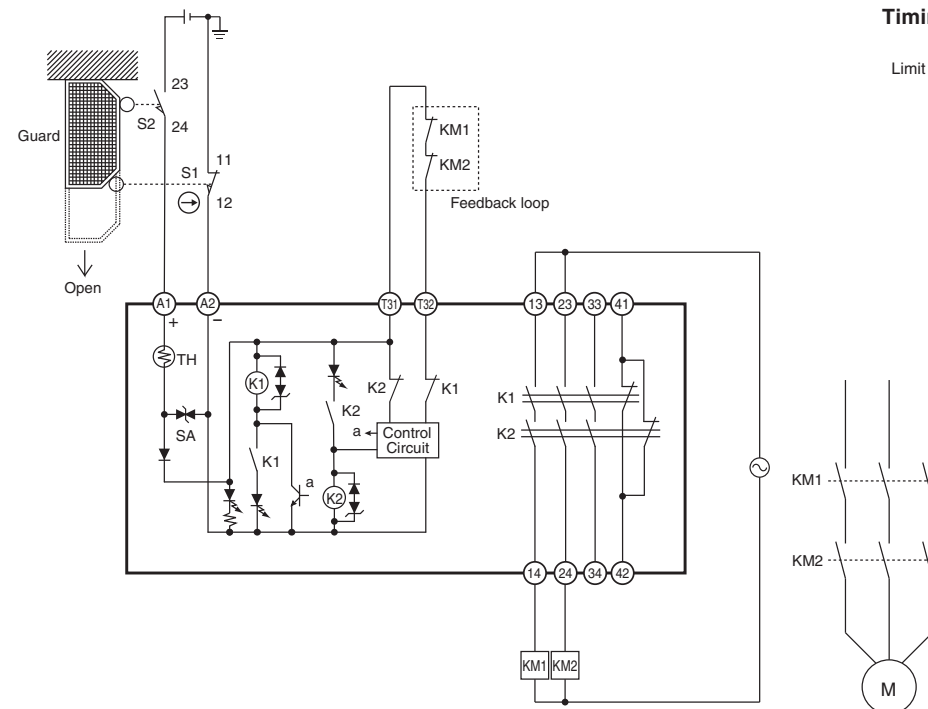 Timin
Limit
23
S2
24
Guard
11
S1
12
Open
KM1
KM2
Feedback loop
A1
A2
T31
T32
13
23
33
41
+
−
TH
K1
K2
K2
K1
K1
SA
a
Control
Circuit
K2
K1
a
K2
KM1
KM2
14
24
34
42
KM1
KM2
M